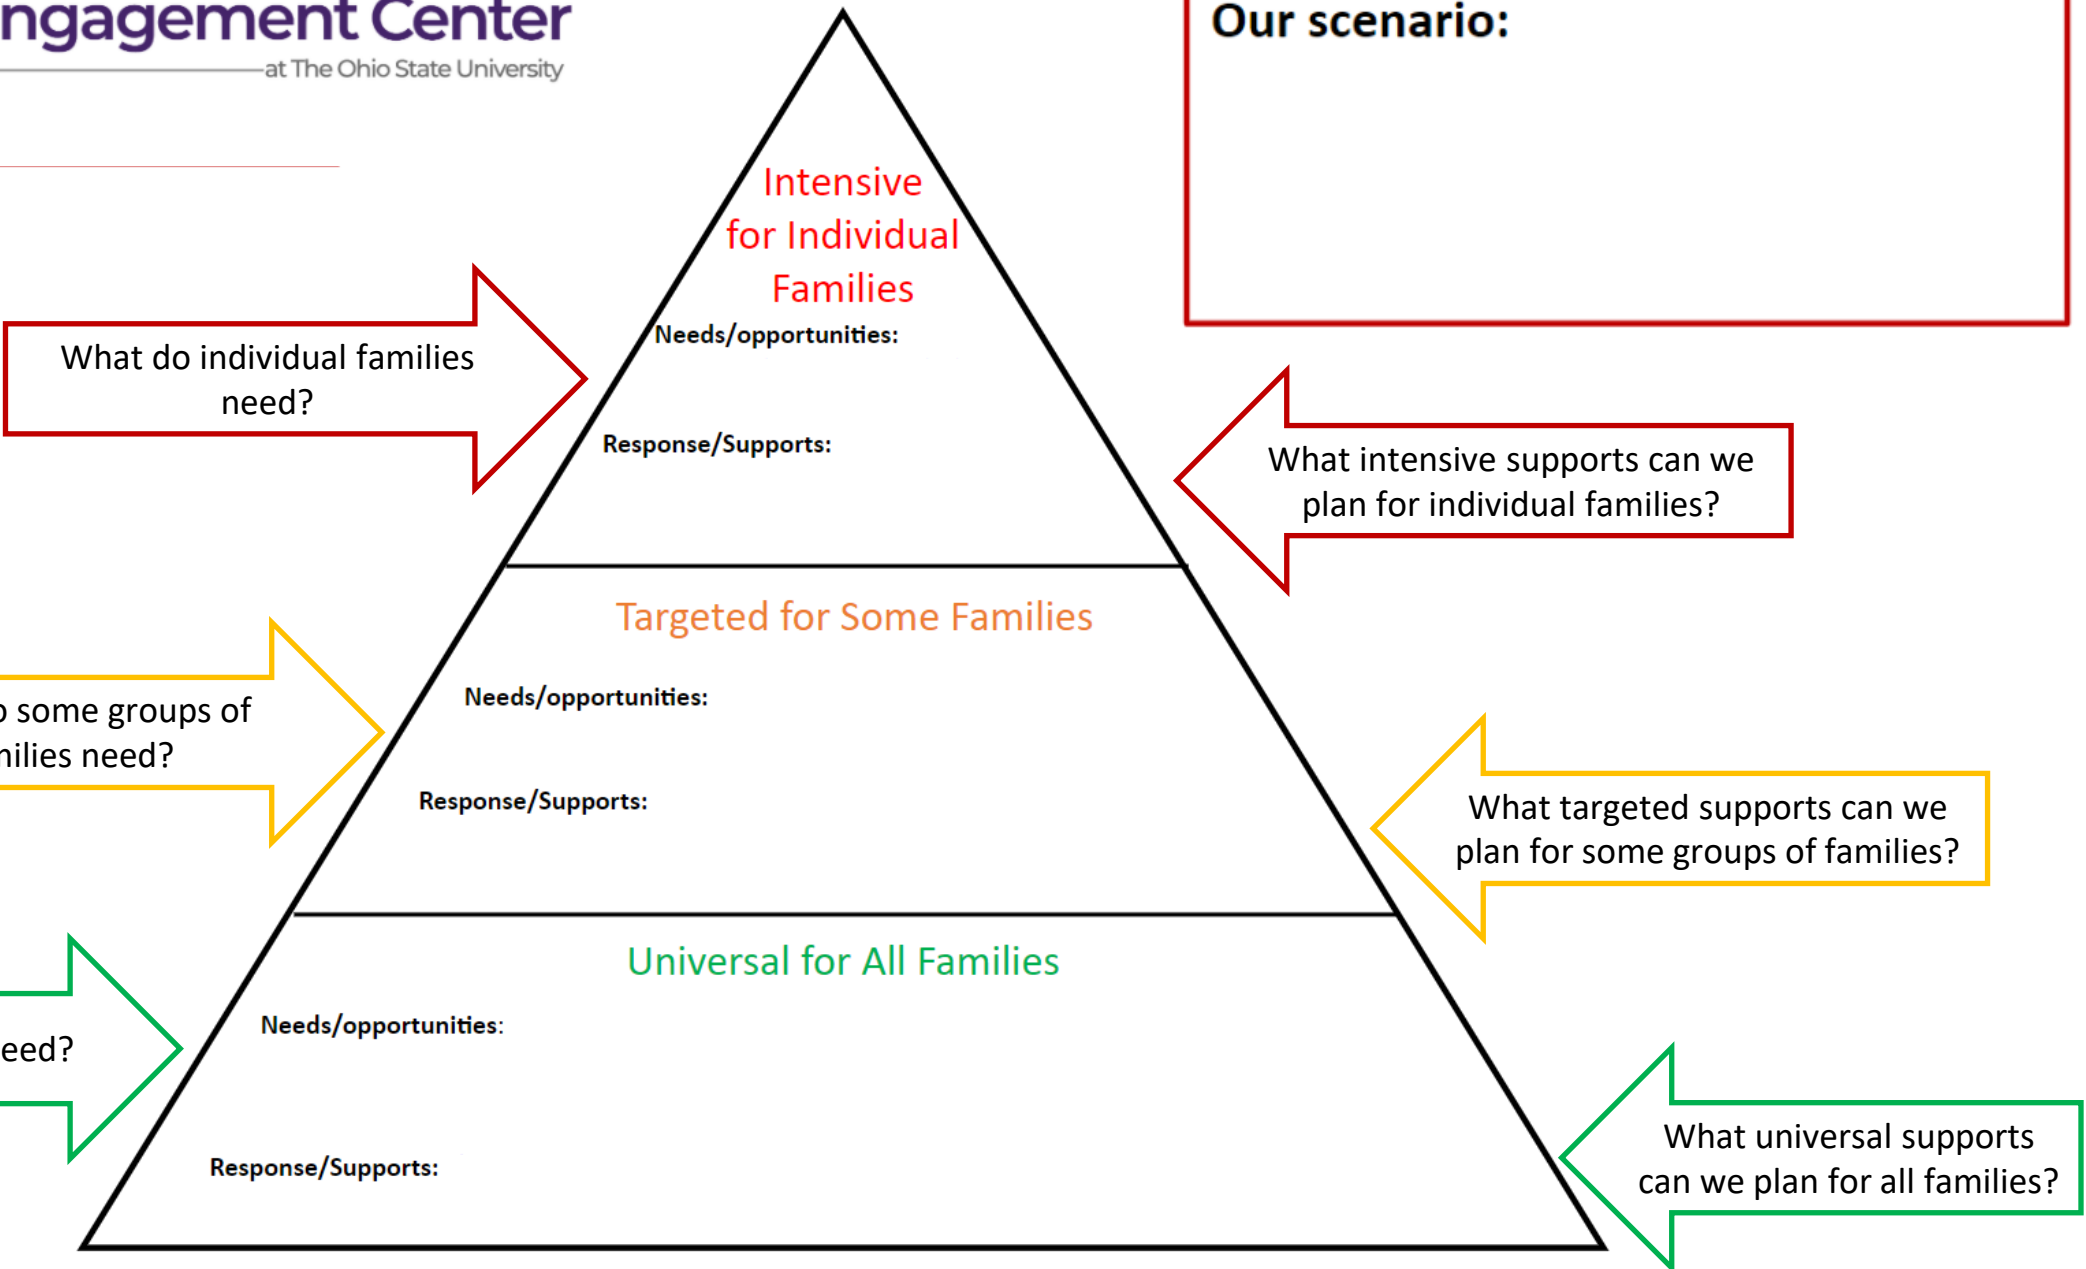 ngagement Center
at The Ohio State University
Our scenario:
Intensive
for Individual
Families
Needs/opportunities:
What do individual families
need?
Response/Supports:
What intensive supports can we
plan for individual families?
Targeted for Some Families
Needs/opportunities:
some groups of
need?
Response/Supports:
What targeted supports can we
plan for some groups of families?
Universal for All Families
Needs/opportunities:
eed?
Response/Supports:
What universal supports
can we plan for all families?